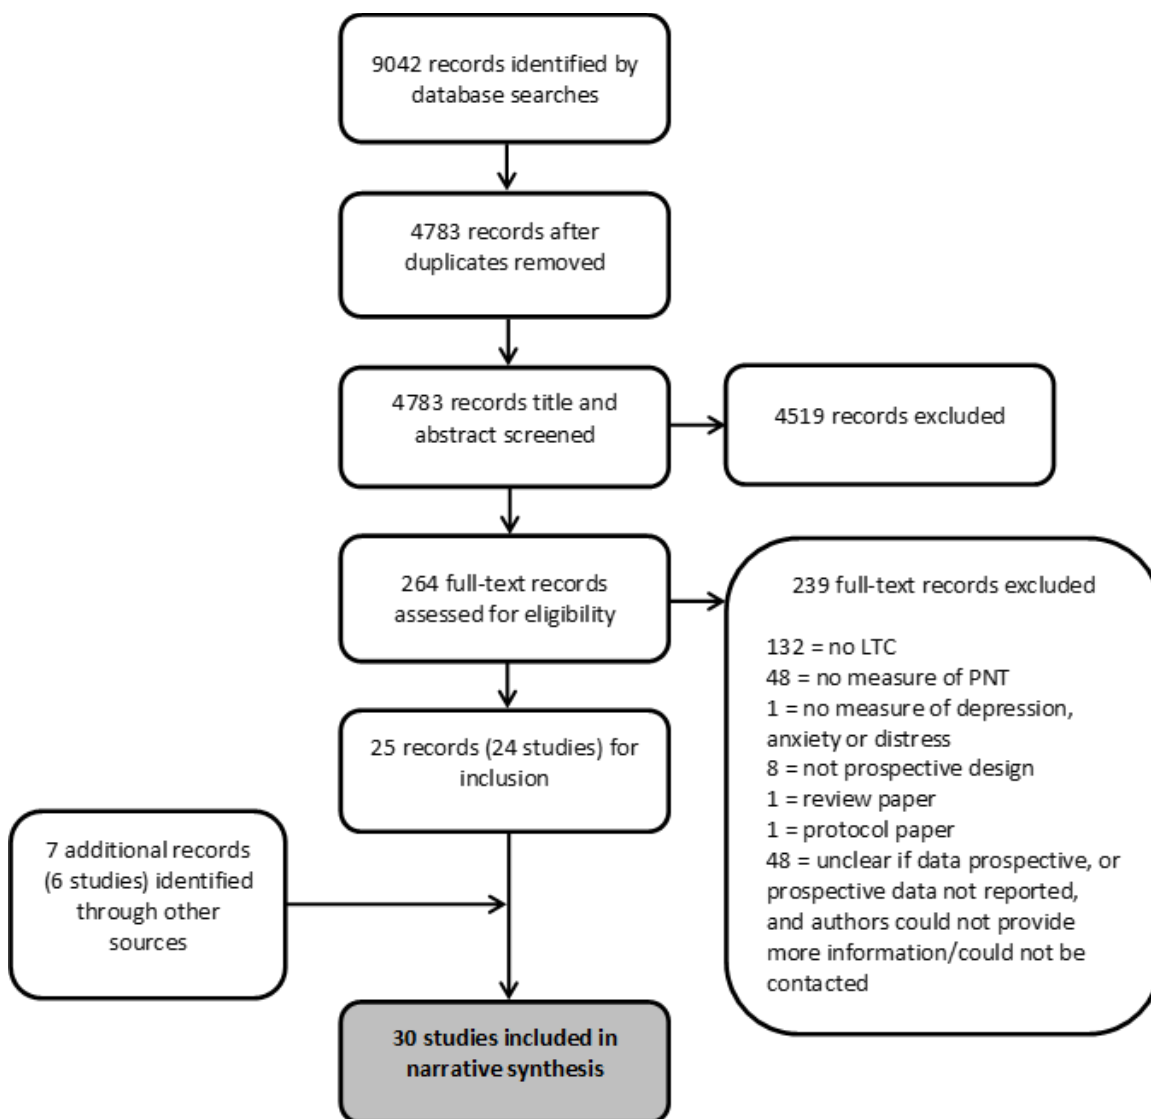 9042 records identified by
database searches
4783 records after
duplicates removed
4783 records title and
abstract screened
4519 records excluded
264 full-text records
assessed for eligibility
239 full-text records excluded
132 = no LTC
48 = no measure of PNT
1 = no measure of depression,
anxiety or distress
8 = not prospective design
1 = review paper
1 = protocol paper
48 = unclear if data prospective, or
prospective data not reported,
and authors could not provide
more information/could not be
contacted
25 records (24 studies) for
inclusion
7 additional records
(6 studies) identified
through other
sources
30 studies included in
narrative synthesis